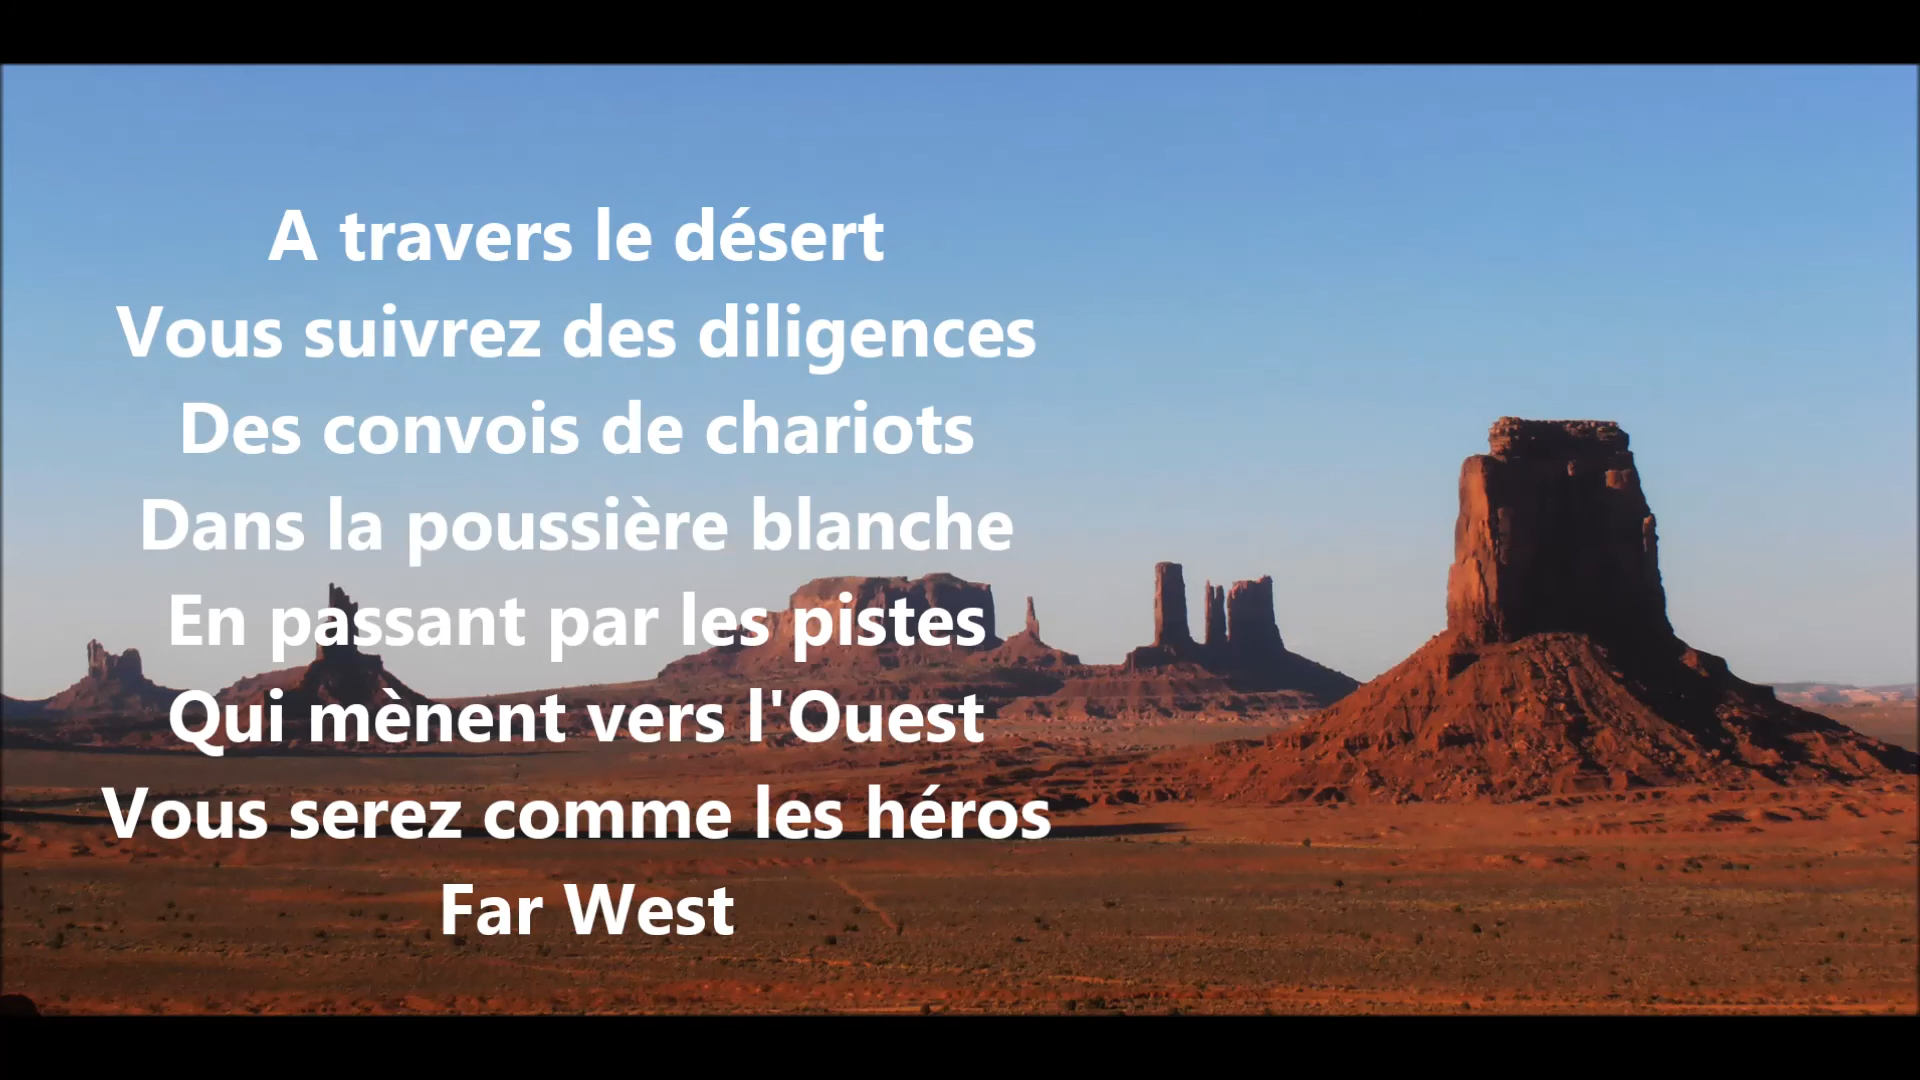 A travers le désert
Vous suivrez des diligences
Des convois de chariots
Dans la poussière blanche
En passant par les pistes
Qui mènent vers l'Ouest
Vous serez comme les héros
Far West